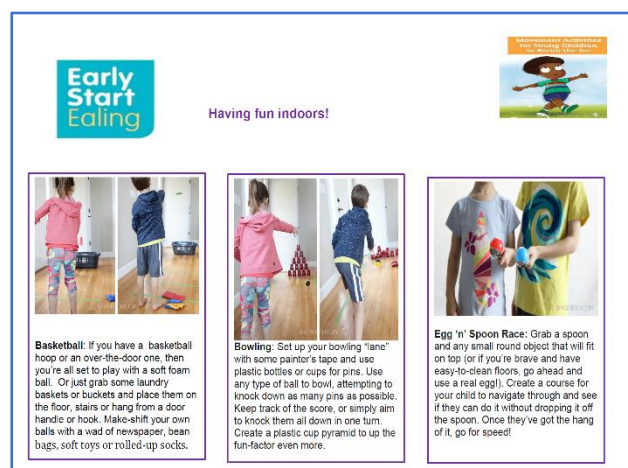 Early
Start
Ealing
Having fun indoors!
Movement Activities
for Young Children
Basketball: If you have a basketball
hoop or an over-the-door one, then
you're all set to play with a soft foam
ball. Or just grab some laundry
baskets or buckets and place them on
the floor, stairs or hang from a door
handle or hook. Make-shift your own
balls with a wad of newspaper, bean
bags, soft toys or rolled-up socks.
Bowling: Set up your bowling "lane"
with some painter's tape and use
plastic bottles or cups for pins. Use
any type of ball to bowl, attempting to
knock down as many pins as possible.
Keep track of the score, or simply aim
to knock them all down in one turn.
Create a plastic cup pyramid to up the
fun-factor even more.
Egg 'n' Spoon Race: Grab a spoon
and any small round object that will fit
on top (or if you're brave and have
easy-to-clean floors, go ahead and
use a real egg!). Create a course for
your child to navigate through and see
if they can do it without dropping it off
the spoon. Once they've got the hang
of it, go for speed!